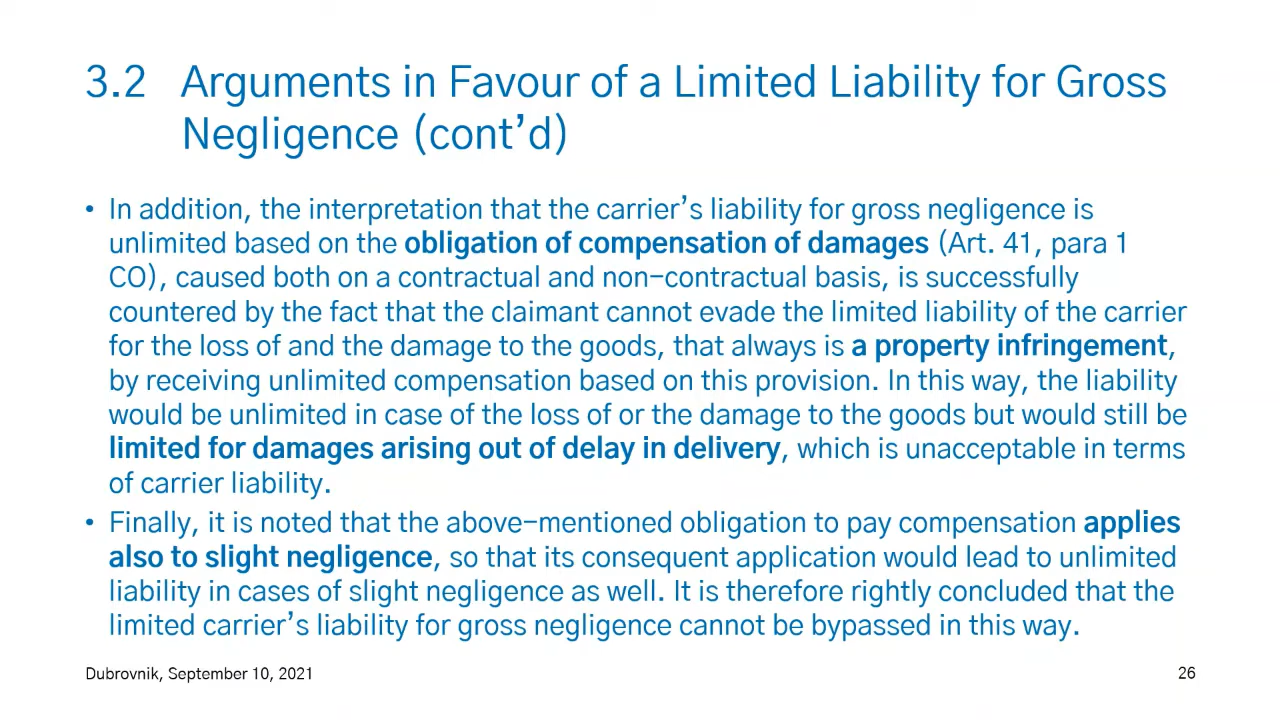 3.2 Arguments in Favour of a Limited Liability for Gross
Negligence (cont’d)
• In addition, the interpretation that the carrier’s liability for gross negligence is
unlimited based on the obligation of compensation of damages (Art. 41, para 1
CO), caused both on a contractual and non-contractual basis, is successfully
countered by the fact that the claimant cannot evade the limited liability of the carrier
for the loss of and the damage to the goods, that always is a property infringement,
by receiving unlimited compensation based on this provision. In this way, the liability
would be unlimited in case of the loss of or the damage to the goods but would still be
limited for damages arising out of delay in delivery, which is unacceptable in terms
of carrier liability.
• Finally, it is noted that the above-mentioned obligation to pay compensation applies
also to slight negligence, so that its consequent application would lead to unlimited
liability in cases of slight negligence as well. It is therefore rightly concluded that the
limited carrier’s liability for gross negligence cannot be bypassed in this way.
Dubrovnik, September 10, 2021
26